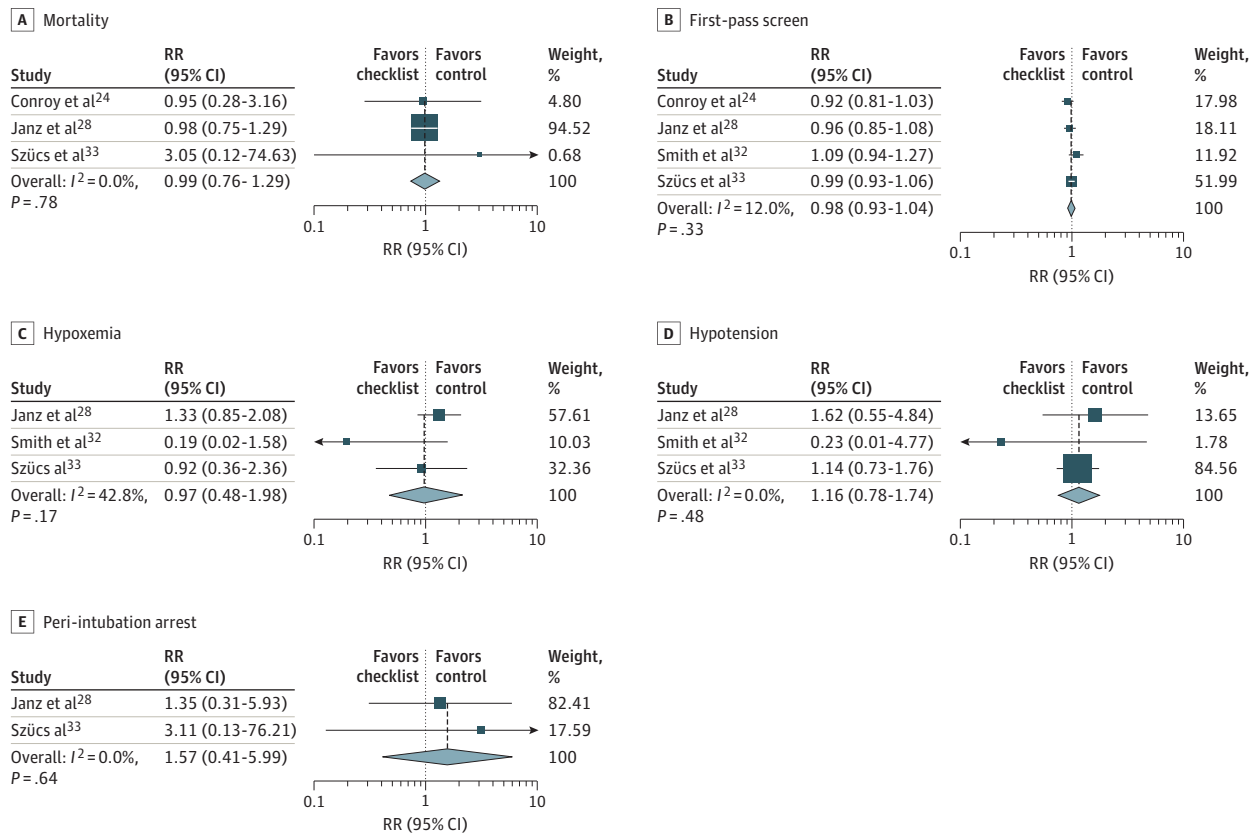 A Mortality
Study RR (95% CI) Favors checklist Favors control Weight, %
Conroy et al24 0.95 (0.28-3.16) 4.80
Janz et al28 0.98 (0.75-1.29) 94.52
Szücs et al33 3.05 (0.12-74.63) 0.68
Overall: I2 = 0.0%, 0.99 (0.76- 1.29) 100
P = .78
0.1 1 10
RR (95% CI)
B First-pass screen
Study RR (95% CI) Favors checklist Favors control Weight, %
Conroy et al24 0.92 (0.81-1.03) 17.98
Janz et al28 0.96 (0.85-1.08) 18.11
Smith et al32 1.09 (0.94-1.27) 11.92
Szücs et al33 0.99 (0.93-1.06) 51.99
Overall: I2 = 12.0%, 0.98 (0.93-1.04) 100
P = .33
0.1 1 10
RR (95% CI)
C Hypoxemia
Study RR (95% CI) Favors checklist Favors control Weight, %
Janz et al28 1.33 (0.85-2.08) 57.61
Smith et al32 0.19 (0.02-1.58) 10.03
Szücs al33 0.92 (0.36-2.36) 32.36
Overall: I2 = 42.8%, 0.97 (0.48-1.98) 100
P = .17
0.1 1 10
RR (95% CI)
D Hypotension
Study RR (95% CI) Favors checklist Favors control Weight, %
Janz et al28 1.62 (0.55-4.84) 13.65
Smith et al32 0.23 (0.01-4.77) 1.78
Szücs et al33 1.14 (0.73-1.76) 84.56
Overall: I2 = 0.0%, 1.16 (0.78-1.74) 100
P = .48
0.1 1 10
RR (95% CI)
E Peri-intubation arrest
Study RR (95% CI) Favors checklist Favors control Weight, %
Janz et al28 1.35 (0.31-5.93) 82.41
Szücs al33 3.11 (0.13-76.21) 17.59
Overall: I2 = 0.0%, 1.57 (0.41-5.99) 100
P = .64
0.1 1 10
RR (95% CI)